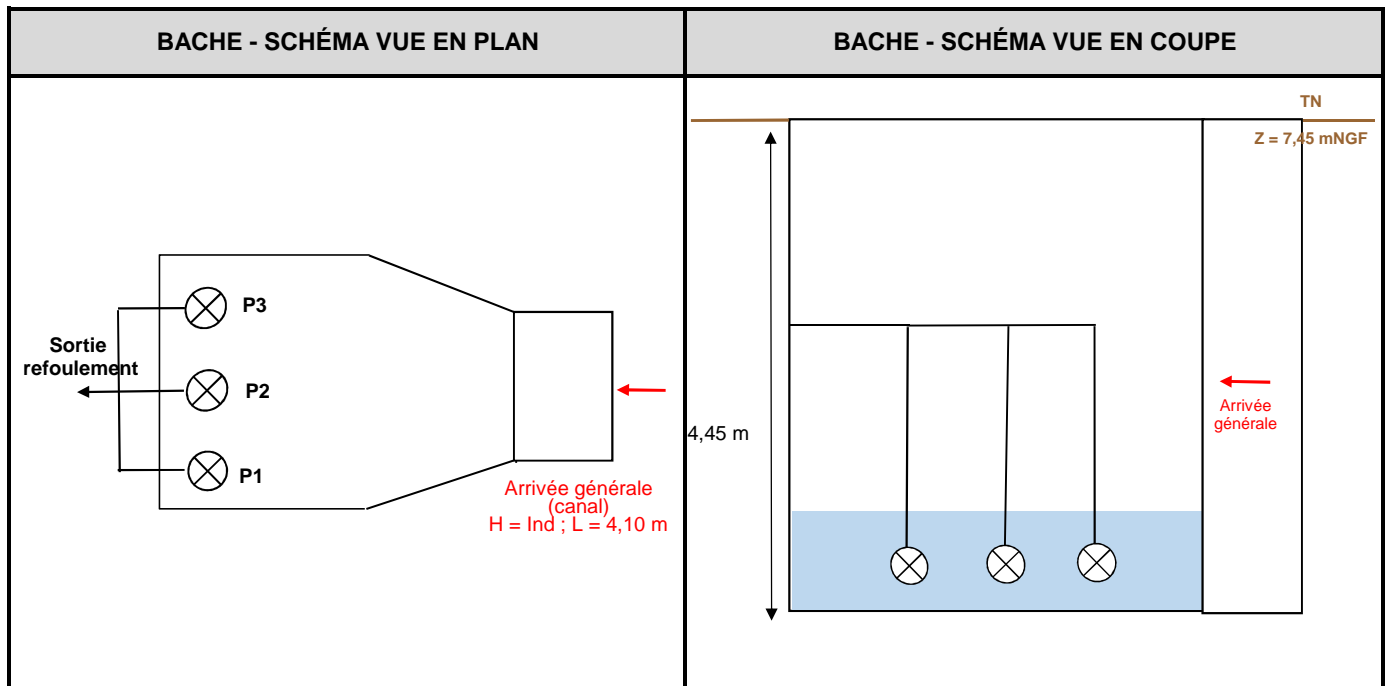 BACHE - SCHÉMA VUE EN PLAN
BACHE - SCHÉMA VUE EN COUPE
P3
Sortie
refoulement
P2
P1
Arrivée générale
(canal)
H = Ind ; L = 4,10 m
TN
Z = 7,45 mNGF
4,45 m
Arrivée
générale